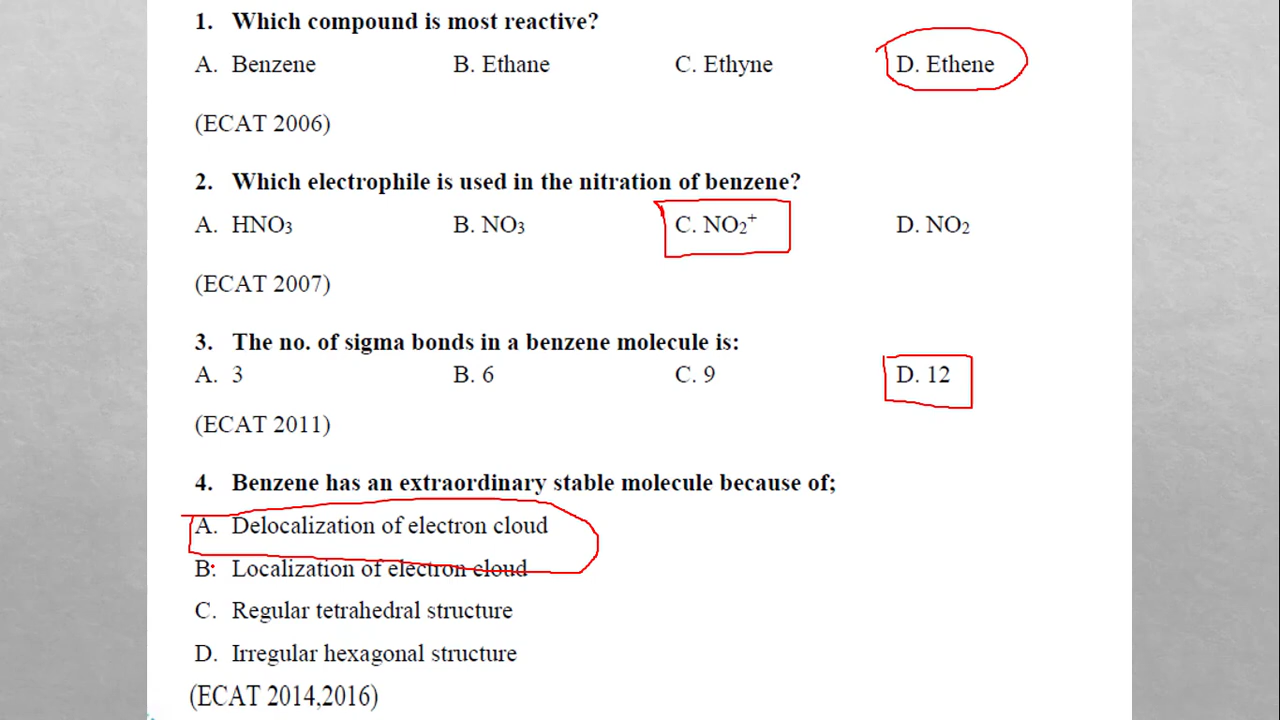 1. Which compound is most reactive?
A. Benzene B. Ethane C. Ethyne D. Ethene
(ECAT 2006)
2. Which electrophile is used in the nitration of benzene?
A. HNO₃ B. NO₃ C. NO₂⁺ D. NO₂
(ECAT 2007)
3. The no. of sigma bonds in a benzene molecule is:
A. 3 B. 6 C. 9 D. 12
(ECAT 2011)
4. Benzene has an extraordinary stable molecule because of;
A. Delocalization of electron cloud
B. Localization of electron cloud
C. Regular tetrahedral structure
D. Irregular hexagonal structure
(ECAT 2014,2016)